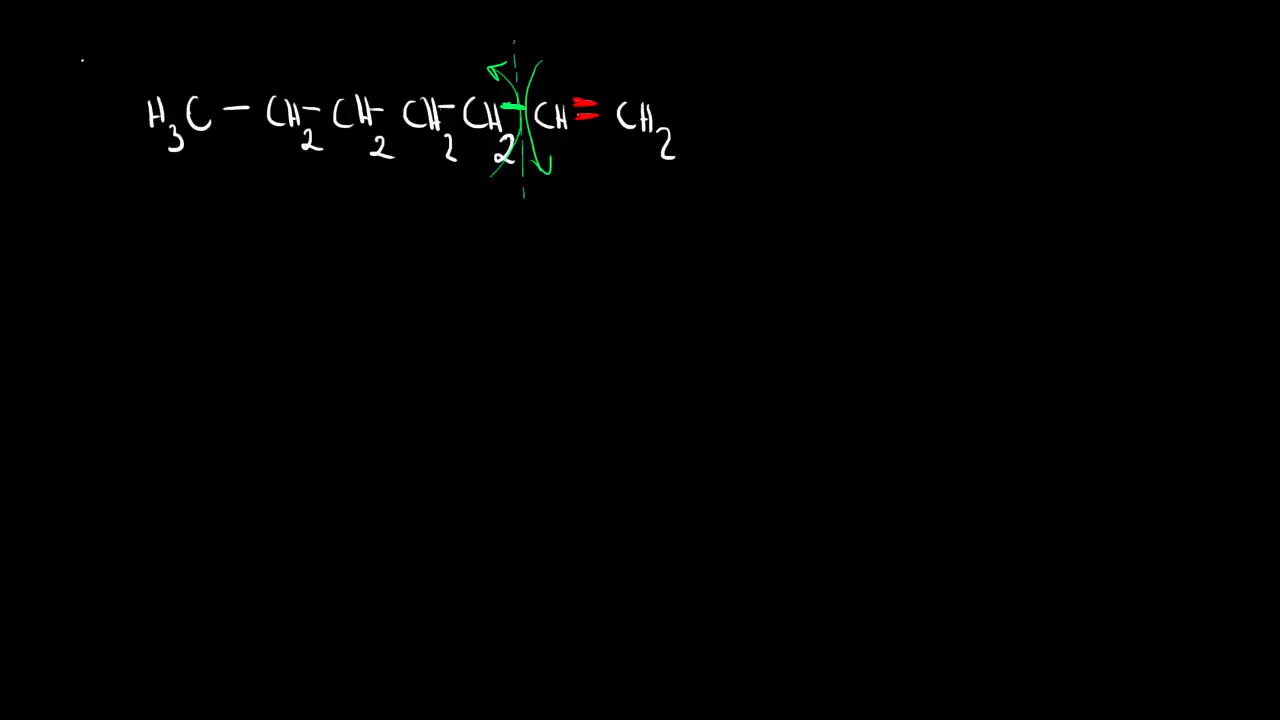 H₃C – CH₂ – CH₂ – CH₂ – CH₂ – CH = CH₂